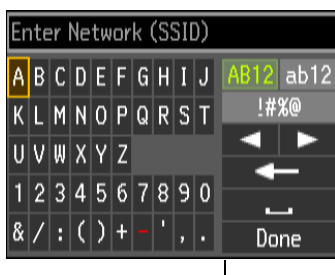 Enter Network (SSID)
A B C D E F G H I J AB12 ab12
K L M N O P Q R S T !#%@
U V W X Y Z
1 2 3 4 5 6 7 8 9 0
& / : ( ) + - ' , . Done